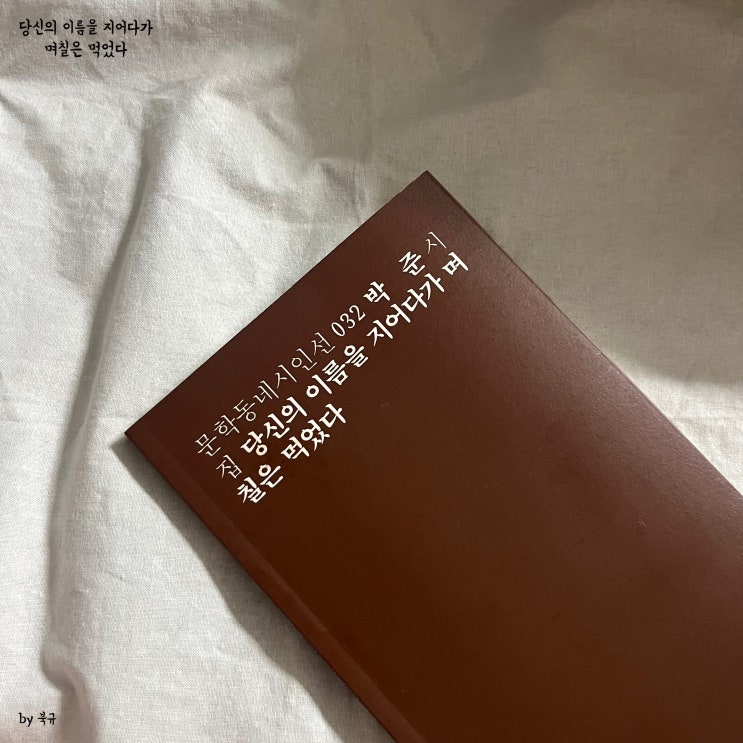 당신의 이름을 지어다가
며칠은 먹었다
문학동네시인선 032 박 준 시
집 당신의 이름을 지어다가 며
칠은 먹었다
by 북규